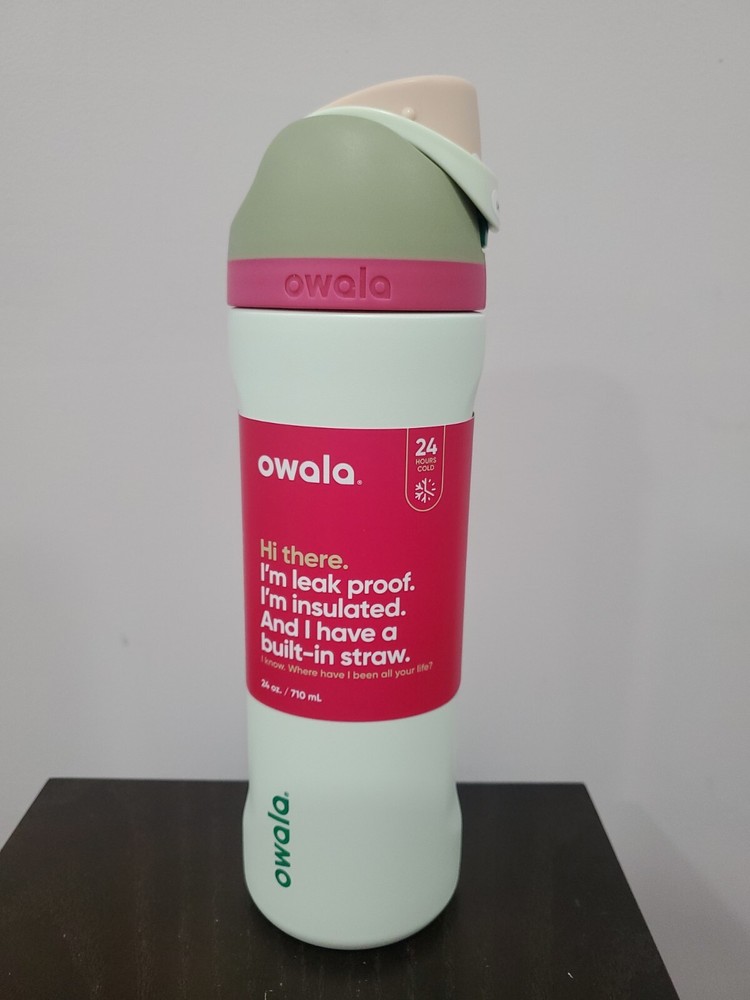 owala
owala®
24
HOURS
COLD
Hi there.
I'm leak proof.
I'm insulated.
And I have a
built-in straw.
I know. Where have I been all your life?
24 oz. / 710 mL
owala®